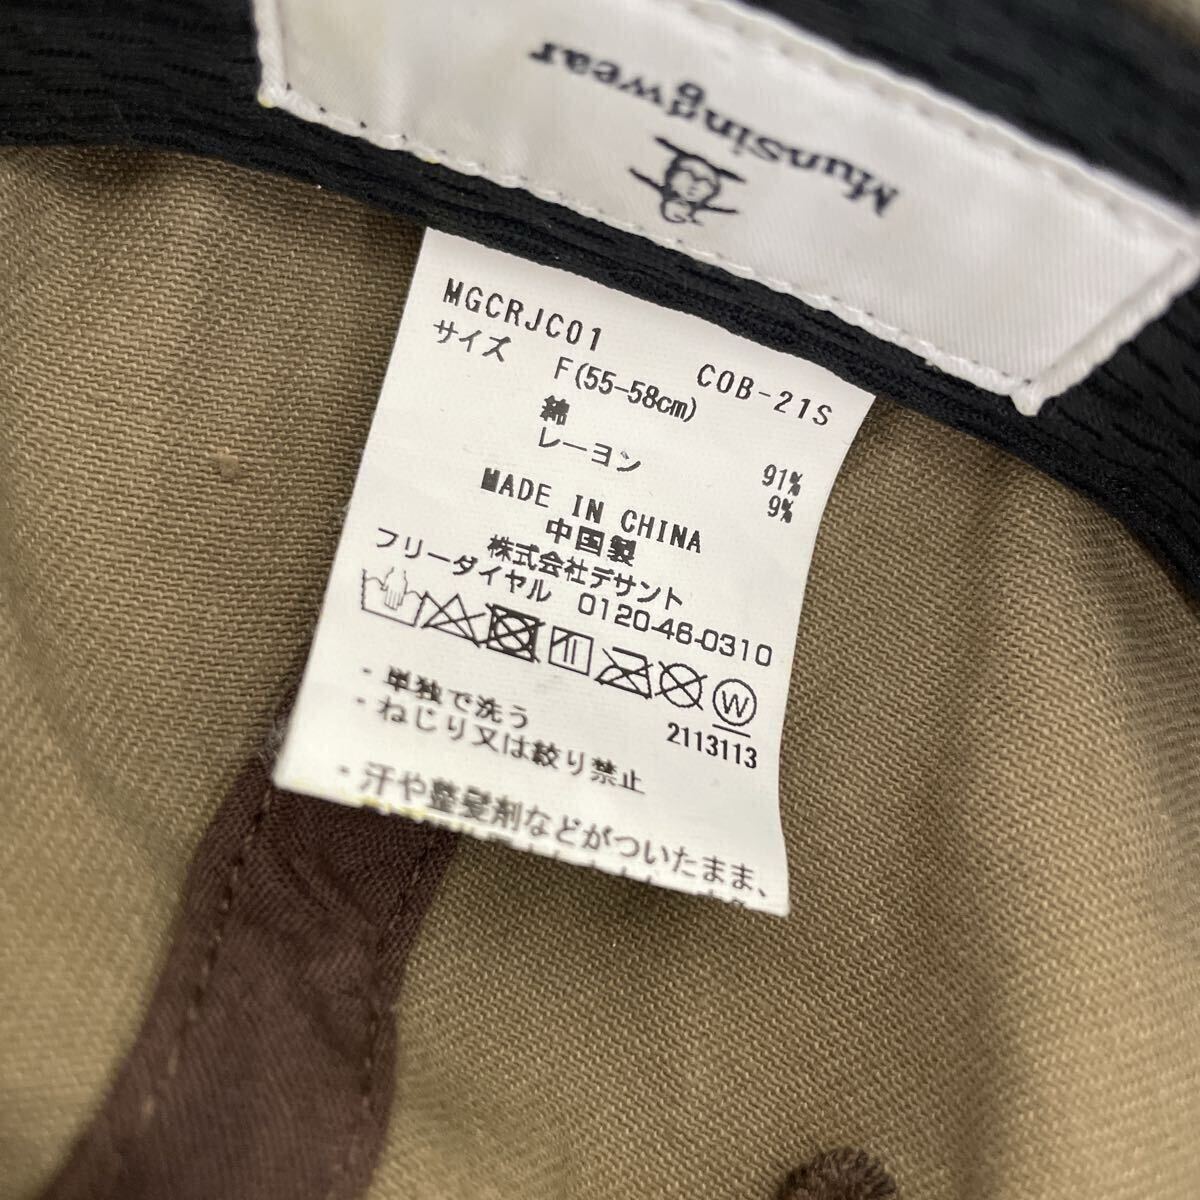 Munsingwear
MGCRJC01 COB-21S
サイズ F(55-58cm)
綿 91%
レーヨン 9%
MADE IN CHINA
中国製
株式会社デサント
フリーダイヤル 0120-46-0310
W
2113113
・単独で洗う
・ねじり又は絞り禁止
・汗や整髪剤などがついたまま、